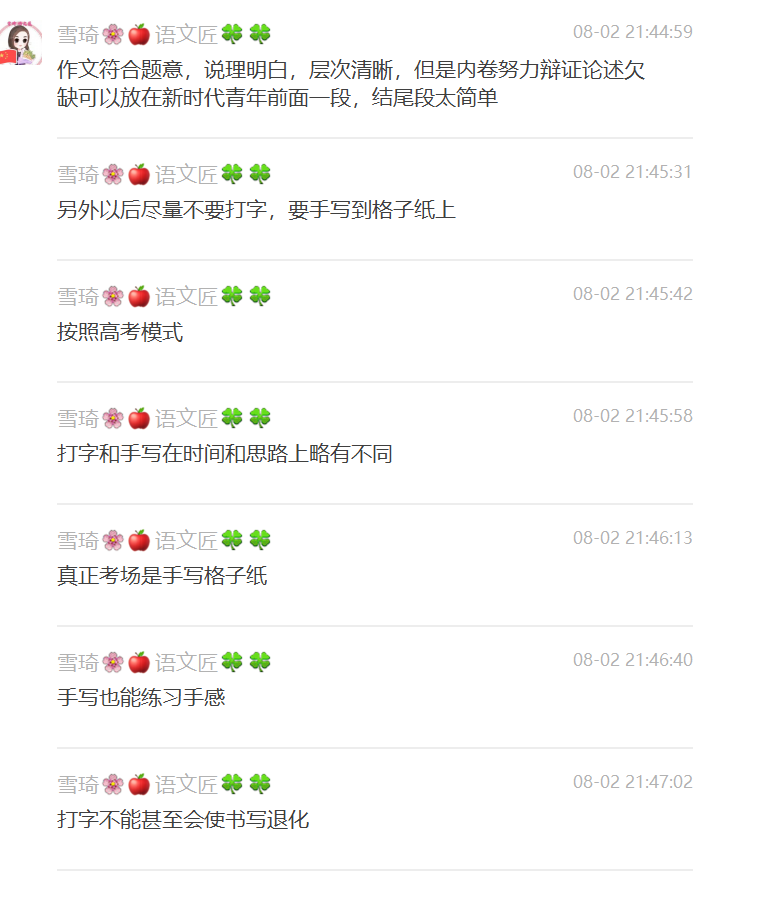 雪琦🌸🍎语文匠🍀🍀 08-02 21:44:59
作文符合题意，说理明白，层次清晰，但是内卷努力辩证论述欠
缺可以放在新时代青年前面一段，结尾段太简单
雪琦🌸🍎语文匠🍀🍀 08-02 21:45:31
另外以后尽量不要打字，要手写到格子纸上
雪琦🌸🍎语文匠🍀🍀 08-02 21:45:42
按照高考模式
雪琦🌸🍎语文匠🍀🍀 08-02 21:45:58
打字和手写在时间和思路上略有不同
雪琦🌸🍎语文匠🍀🍀 08-02 21:46:13
真正考场是手写格子纸
雪琦🌸🍎语文匠🍀🍀 08-02 21:46:40
手写也能练习手感
雪琦🌸🍎语文匠🍀🍀 08-02 21:47:02
打字不能甚至会使书写退化